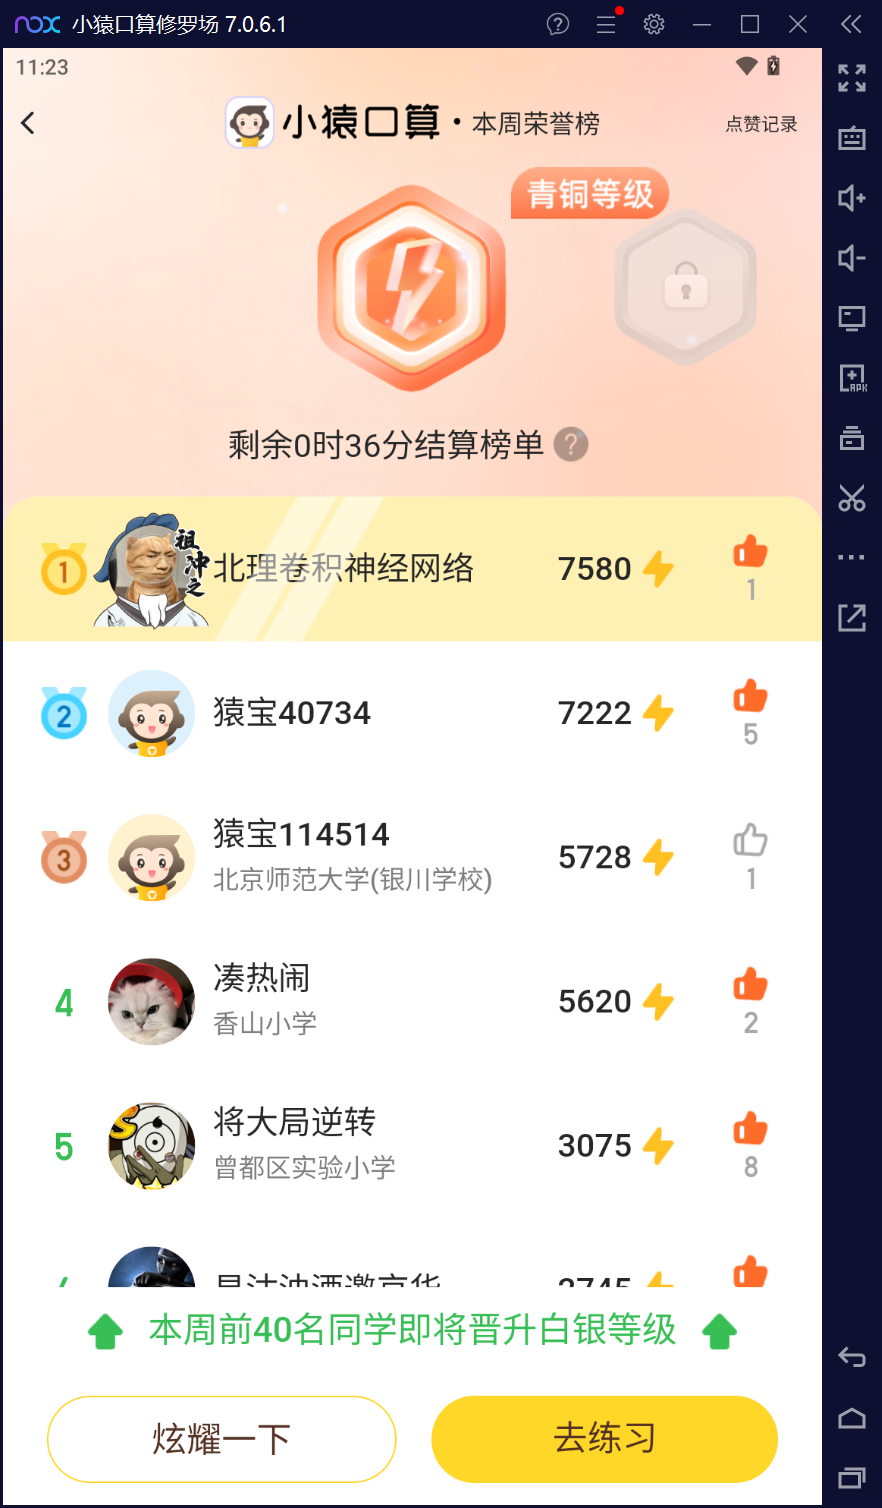 nox 小猿口算修罗场 7.0.6.1
11:23
小猿口算·本周荣誉榜 点赞记录
青铜等级
剩余0时36分结算榜单 ?
1 祖冲之 北理卷积神经网络 7580 1
2 猿宝40734 7222 5
3 猿宝114514 5728 1
北京师范大学(银川学校)
4 凑热闹 5620 2
香山小学
5 将大局逆转 3075 8
曾都区实验小学
2745
本周前40名同学即将晋升白银等级
炫耀一下 去练习
APK